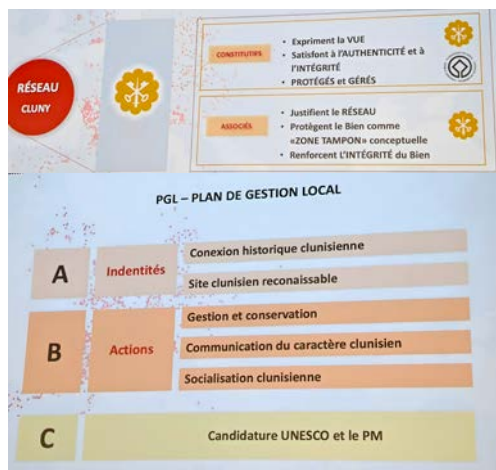 RÉSEAU
CLUNY
CONSTITUTIFS
• Expriment la VUE
• Satisfont à l'AUTHENTICITÉ et à
l'INTÉGRITÉ
• PROTÉGÉS et GÉRÉS
ASSOCIÉS
• Justifient le RÉSEAU
• Protègent le Bien comme
«ZONE TAMPON» conceptuelle
• Renforcent L'INTÉGRITÉ du Bien
PGL – PLAN DE GESTION LOCAL
A
Indentités
Conexion historique clunisienne
Site clunisien reconaissable
B
Actions
Gestion et conservation
Communication du caractère clunisien
Socialisation clunisienne
C
Candidature UNESCO et le PM